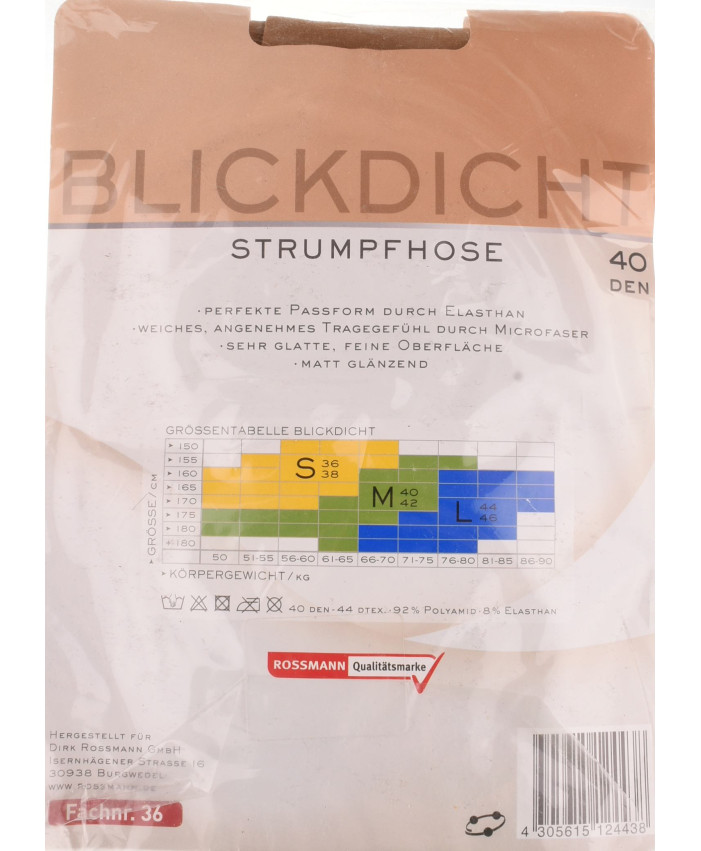 BLICKDICHT
STRUMPFHOSE
40
DEN
·PERFEKTE PASSFORM DURCH ELASTHAN
·WEICHES, ANGENEHMES TRAGEGEFÜHL DURCH MICROFASER
·SEHR GLATTE, FEINE OBERFLÄCHE
·MATT GLÄNZEND
GRÖSSENTABELLE BLICKDICHT
GRÖSSE/CM
150
155
160
165
170
175
180
+180
S 36 38
M 40 42
L 44 46
50 51-55 56-60 61-65 66-70 71-75 76-80 81-85 86-90
KÖRPERGEWICHT/KG
40 DEN·44 DTEX·92% POLYAMID·8% ELASTHAN
ROSSMANN Qualitätsmarke
HERGESTELLT FÜR
DIRK ROSSMANN GMBH
ISERNHÄGENER STRASSE 16
30938 BURGWEDEL
WWW.ROSSMANN.DE
Fachnr. 36
4 305615 124438